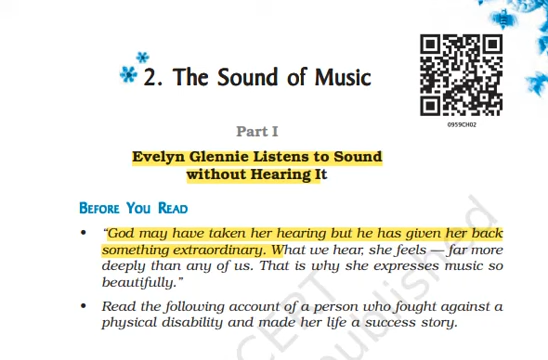 2. The Sound of Music
0959CH02
Part I
Evelyn Glennie Listens to Sound
without Hearing It
BEFORE YOU READ
• “God may have taken her hearing but he has given her back
something extraordinary. What we hear, she feels — far more
deeply than any of us. That is why she expresses music so
beautifully.”
• Read the following account of a person who fought against a
physical disability and made her life a success story.